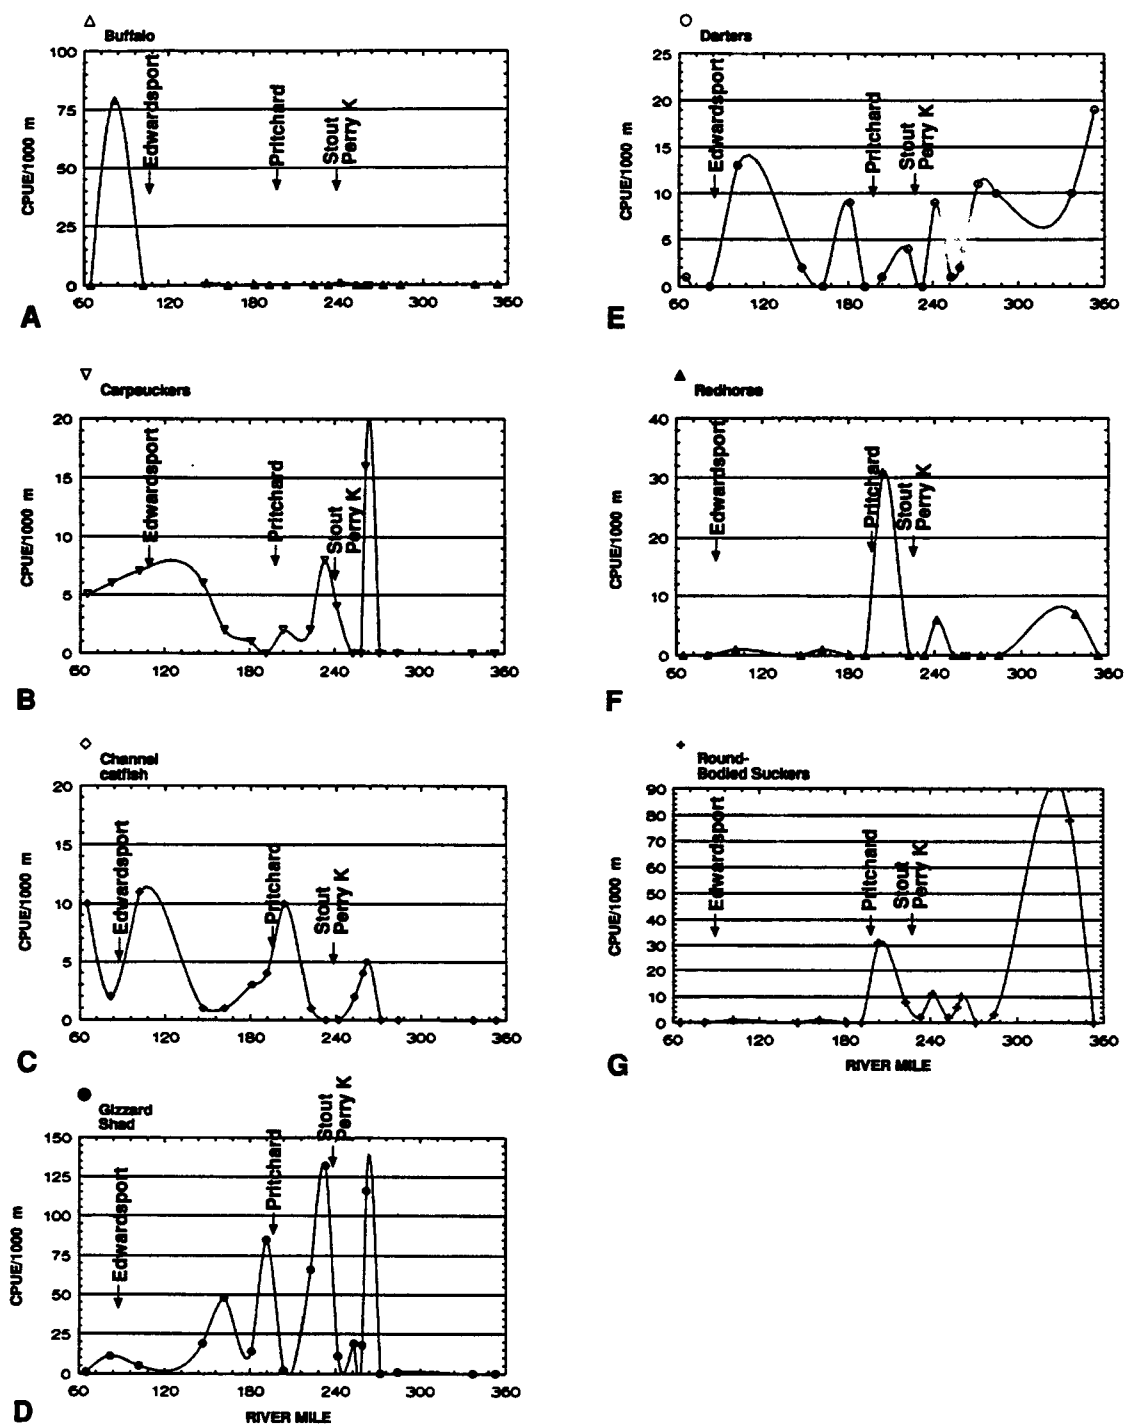 Buffalo
100
75
50
25
0
CPUE/1000 m
Edwardsport
Pritchard
Stout
Perry K
60 120 180 240 300 360
A
Carpsuckers
20
15
10
5
0
CPUE/1000 m
Edwardsport
Pritchard
Stout
Perry K
60 120 180 240 300 360
B
Channel
catfish
20
15
10
5
0
CPUE/1000 m
Edwardsport
Pritchard
Stout
Perry K
60 120 180 240 300 360
C
Gizzard
Shad
150
125
100
75
50
25
0
CPUE/1000 m
Edwardsport
Pritchard
Stout
Perry K
60 120 180 240 300 360
RIVER MILE
D
Darters
25
20
15
10
5
0
CPUE/1000 m
Edwardsport
Pritchard
Stout
Perry K
60 120 180 240 300 360
E
Redhorse
40
30
20
10
0
CPUE/1000 m
Edwardsport
Pritchard
Stout
Perry K
60 120 180 240 300 360
F
Round-
Bodied Suckers
90
80
70
60
50
40
30
20
10
0
CPUE/1000 m
Edwardsport
Pritchard
Stout
Perry K
60 120 180 240 300 360
RIVER MILE
G